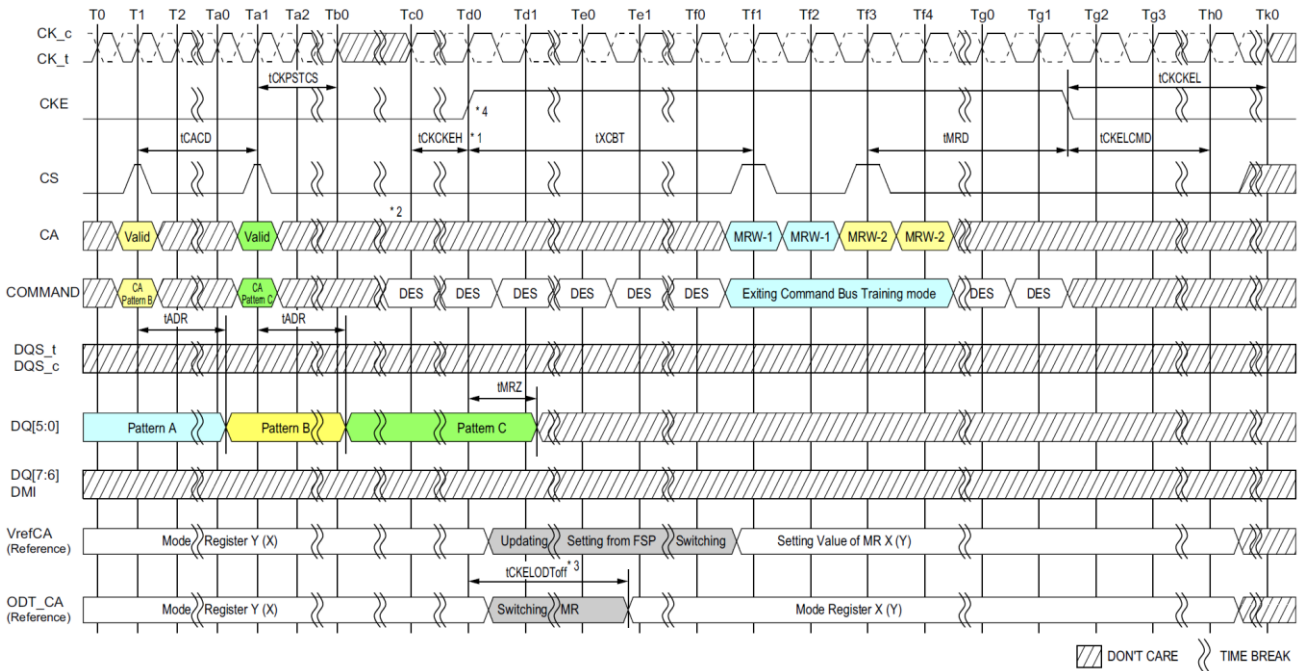 T0 T1 T2 Ta0 Ta1 Ta2 Tb0 Tc0 Td0 Td1 Te0 Te1 Tf0 Tf1 Tf2 Tf3 Tf4 Tg0 Tg1 Tg2 Tg3 Th0 Tk0
CK_c
CK_t
tCKPSTCS tCKCKEL
CKE
* 4
tCACD tCKCKEH * 1 tXCBT tMRD tCKELCMD
CS
* 2
CA Valid Valid MRW-1 MRW-1 MRW-2 MRW-2
COMMAND CA Pattern B CA Pattern C DES DES DES DES DES DES Exiting Command Bus Training mode DES DES
tADR tADR
DQS_t
DQS_c
tMRZ
DQ[5:0] Pattern A Pattern B Pattern C
DQ[7:6]
DMI
VrefCA Mode Register Y (X) Updating Setting from FSP Switching Setting Value of MR X (Y)
(Reference)
tCKELODToff * 3
ODT_CA Mode Register Y (X) Switching MR Mode Register X (Y)
(Reference)
DON'T CARE TIME BREAK